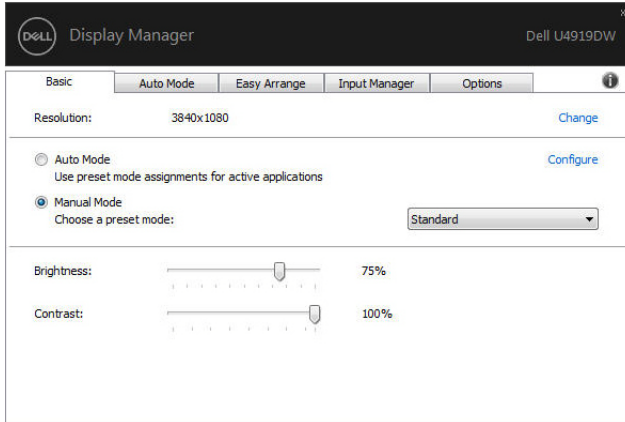 DELL Display Manager Dell U4919DW
Basic Auto Mode Easy Arrange Input Manager Options
Resolution: 3840x1080 Change
Auto Mode Configure
Use preset mode assignments for active applications
Manual Mode
Choose a preset mode: Standard
Brightness: 75%
Contrast: 100%